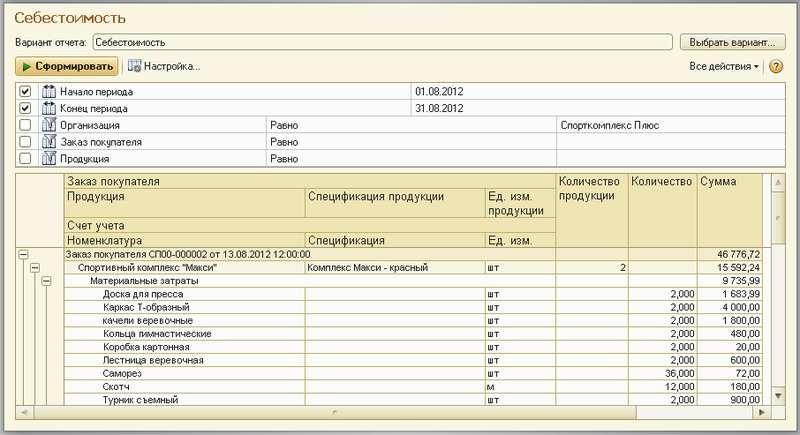 Себестоимость
Вариант отчета: Себестоимость Выбрать вариант...
Сформировать Настройка... Все действия ?
Начало периода 01.08.2012
Конец периода 31.08.2012
Организация Равно Спорткомплекс Плюс
Заказ покупателя Равно
Продукция Равно
Заказ покупателя Количество продукции Количество Сумма
Продукция Спецификация продукции Ед. изм. продукции
Счет учета
Номенклатура Спецификация Ед. изм.
Заказ покупателя СП00-000002 от 13.08.2012 12:00:00 46 776,72
Спортивный комплекс "Макси" Комплекс Макси - красный шт 2 15 592,24
Материальные затраты 9 735,99
Доска для пресса шт 2,000 1 683,99
Каркас Т-образный шт 2,000 4 000,00
качели веревочные шт 2,000 1 800,00
Кольца гимнастические шт 2,000 480,00
Коробка картонная шт 2,000 20,00
Лестница веревочная шт 2,000 600,00
Саморез шт 36,000 72,00
Скотч м 12,000 180,00
Турник съемный шт 2,000 900,00